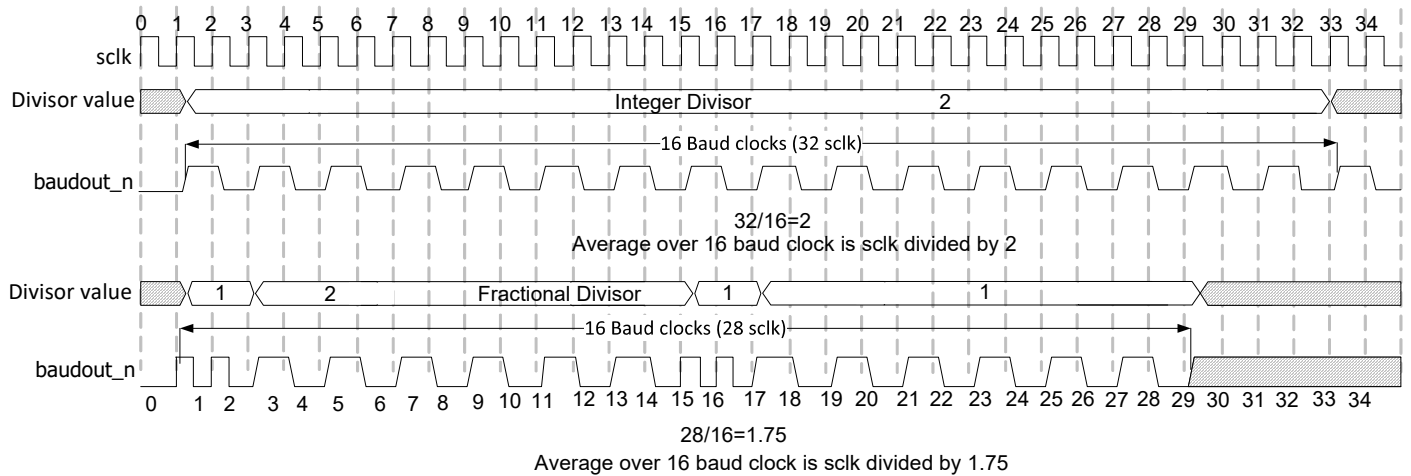 0 1 2 3 4 5 6 7 8 9 10 11 12 13 14 15 16 17 18 19 20 21 22 23 24 25 26 27 28 29 30 31 32 33 34
sclk
Divisor value Integer Divisor 2
16 Baud clocks (32 sclk)
baudout_n
32/16=2
Average over 16 baud clock is sclk divided by 2
Divisor value 1 2 Fractional Divisor 1 1
16 Baud clocks (28 sclk)
baudout_n
0 1 2 3 4 5 6 7 8 9 10 11 12 13 14 15 16 17 18 19 20 21 22 23 24 25 26 27 28 29 30 31 32 33 34
28/16=1.75
Average over 16 baud clock is sclk divided by 1.75